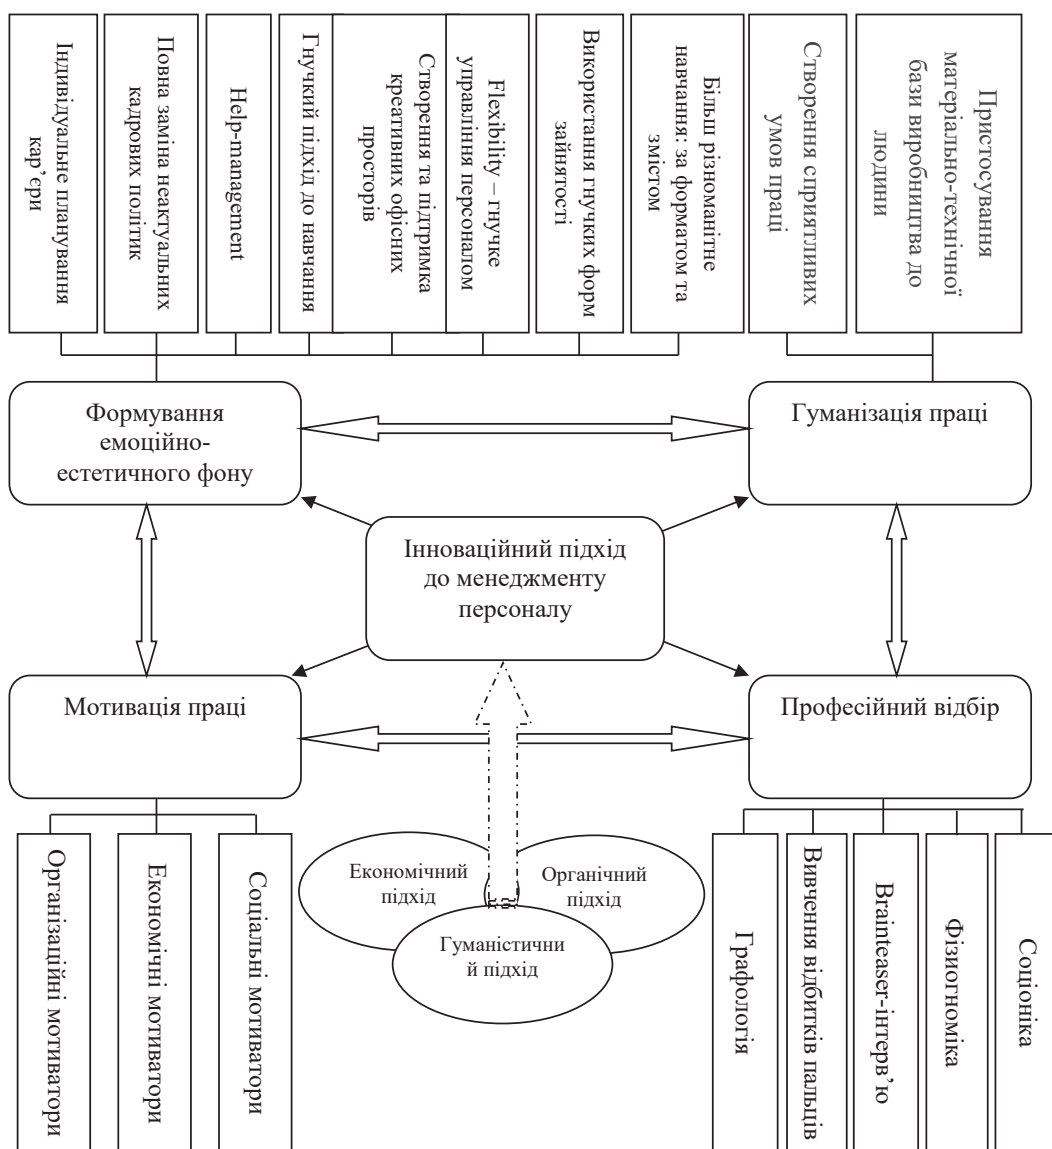 Індивідуальне планування
кар’єри
Повна заміна неактуальних
кадрових політик
Help-management
Гнучкий підхід до навчання
Створення та підтримка
креативних офісних
просторів
Flexibility – гнучке
управління персоналом
Використання гнучких форм
зайнятості
Більш різноманітне
навчання: за форматом та
змістом
Створення сприятливих
умов праці
Пристосування
матеріально-технічної
бази виробництва до
людини
Формування
емоційно-
естетичного фону
Гуманізація праці
Інноваційний підхід
до менеджменту
персоналу
Мотивація праці
Професійний відбір
Економічний
підхід
Органічний
підхід
Гуманістични
й підхід
Організаційні мотиватори
Економічні мотиватори
Соціальні мотиватори
Графологія
Вивчення відбитків пальців
Brainteaser-інтерв’ю
Фізиогноміка
Соціоніка